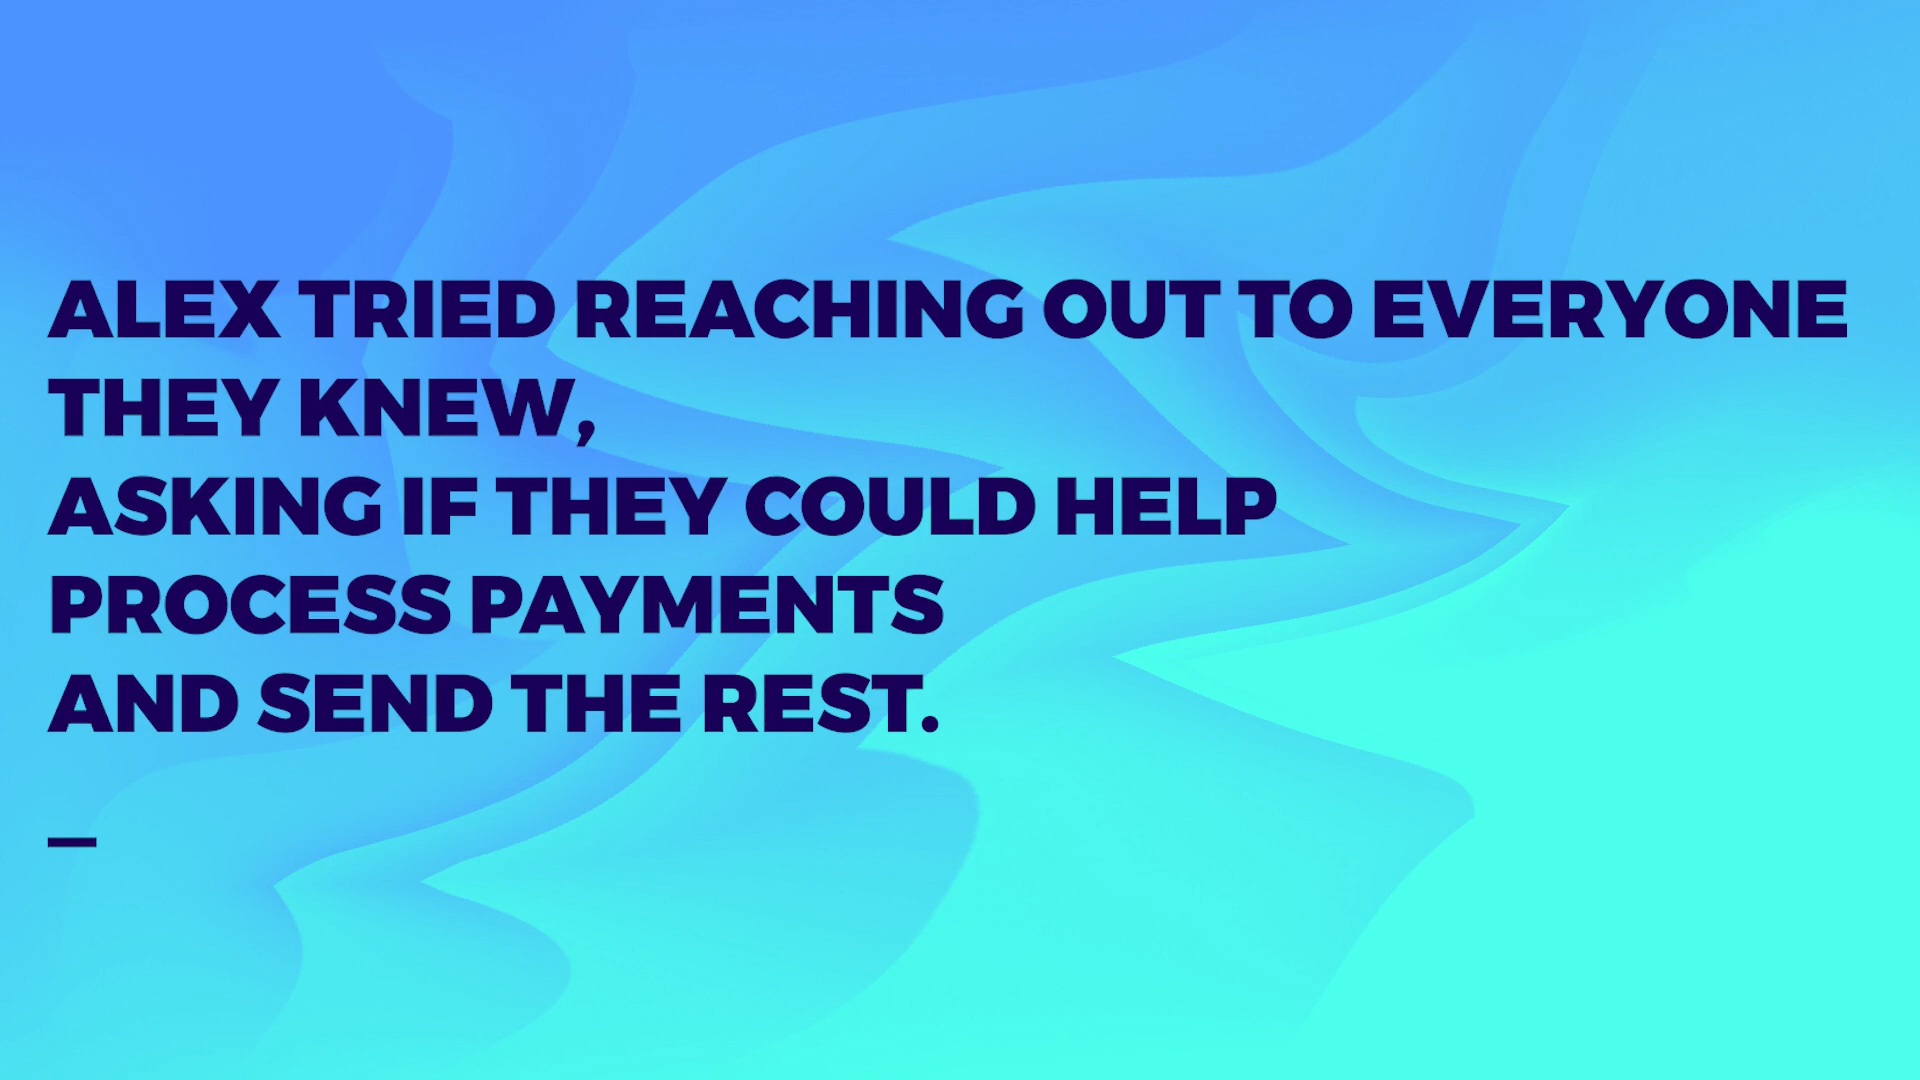 ALEX TRIED REACHING OUT TO EVERYONE
THEY KNEW,
ASKING IF THEY COULD HELP
PROCESS PAYMENTS
AND SEND THE REST.
_